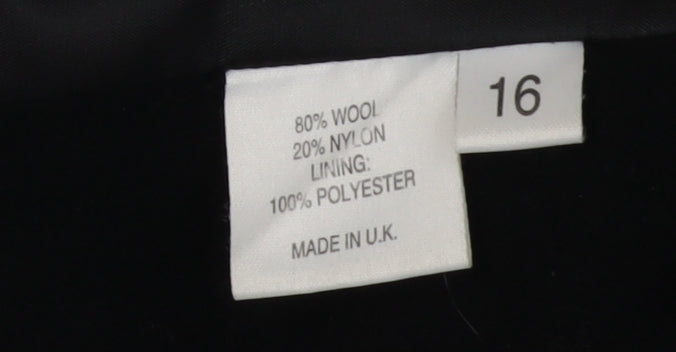 80% WOOL
20% NYLON
LINING:
100% POLYESTER
MADE IN U.K.
16